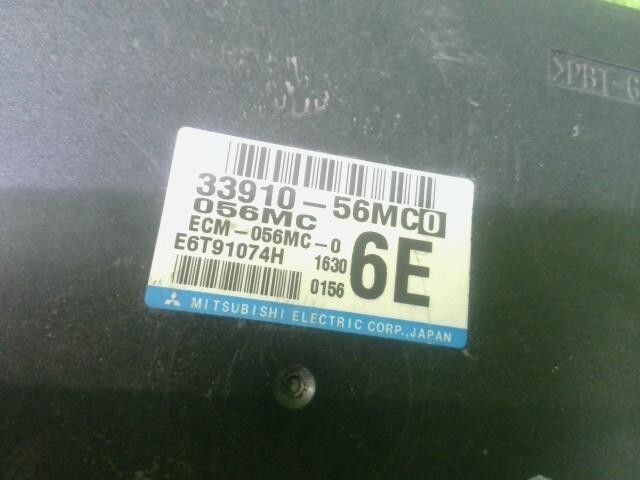 >PBT-G
33910-56MC0
056MC
ECM-056MC-0
E6T91074H
1630
0156
6E
MITSUBISHI ELECTRIC CORP., JAPAN